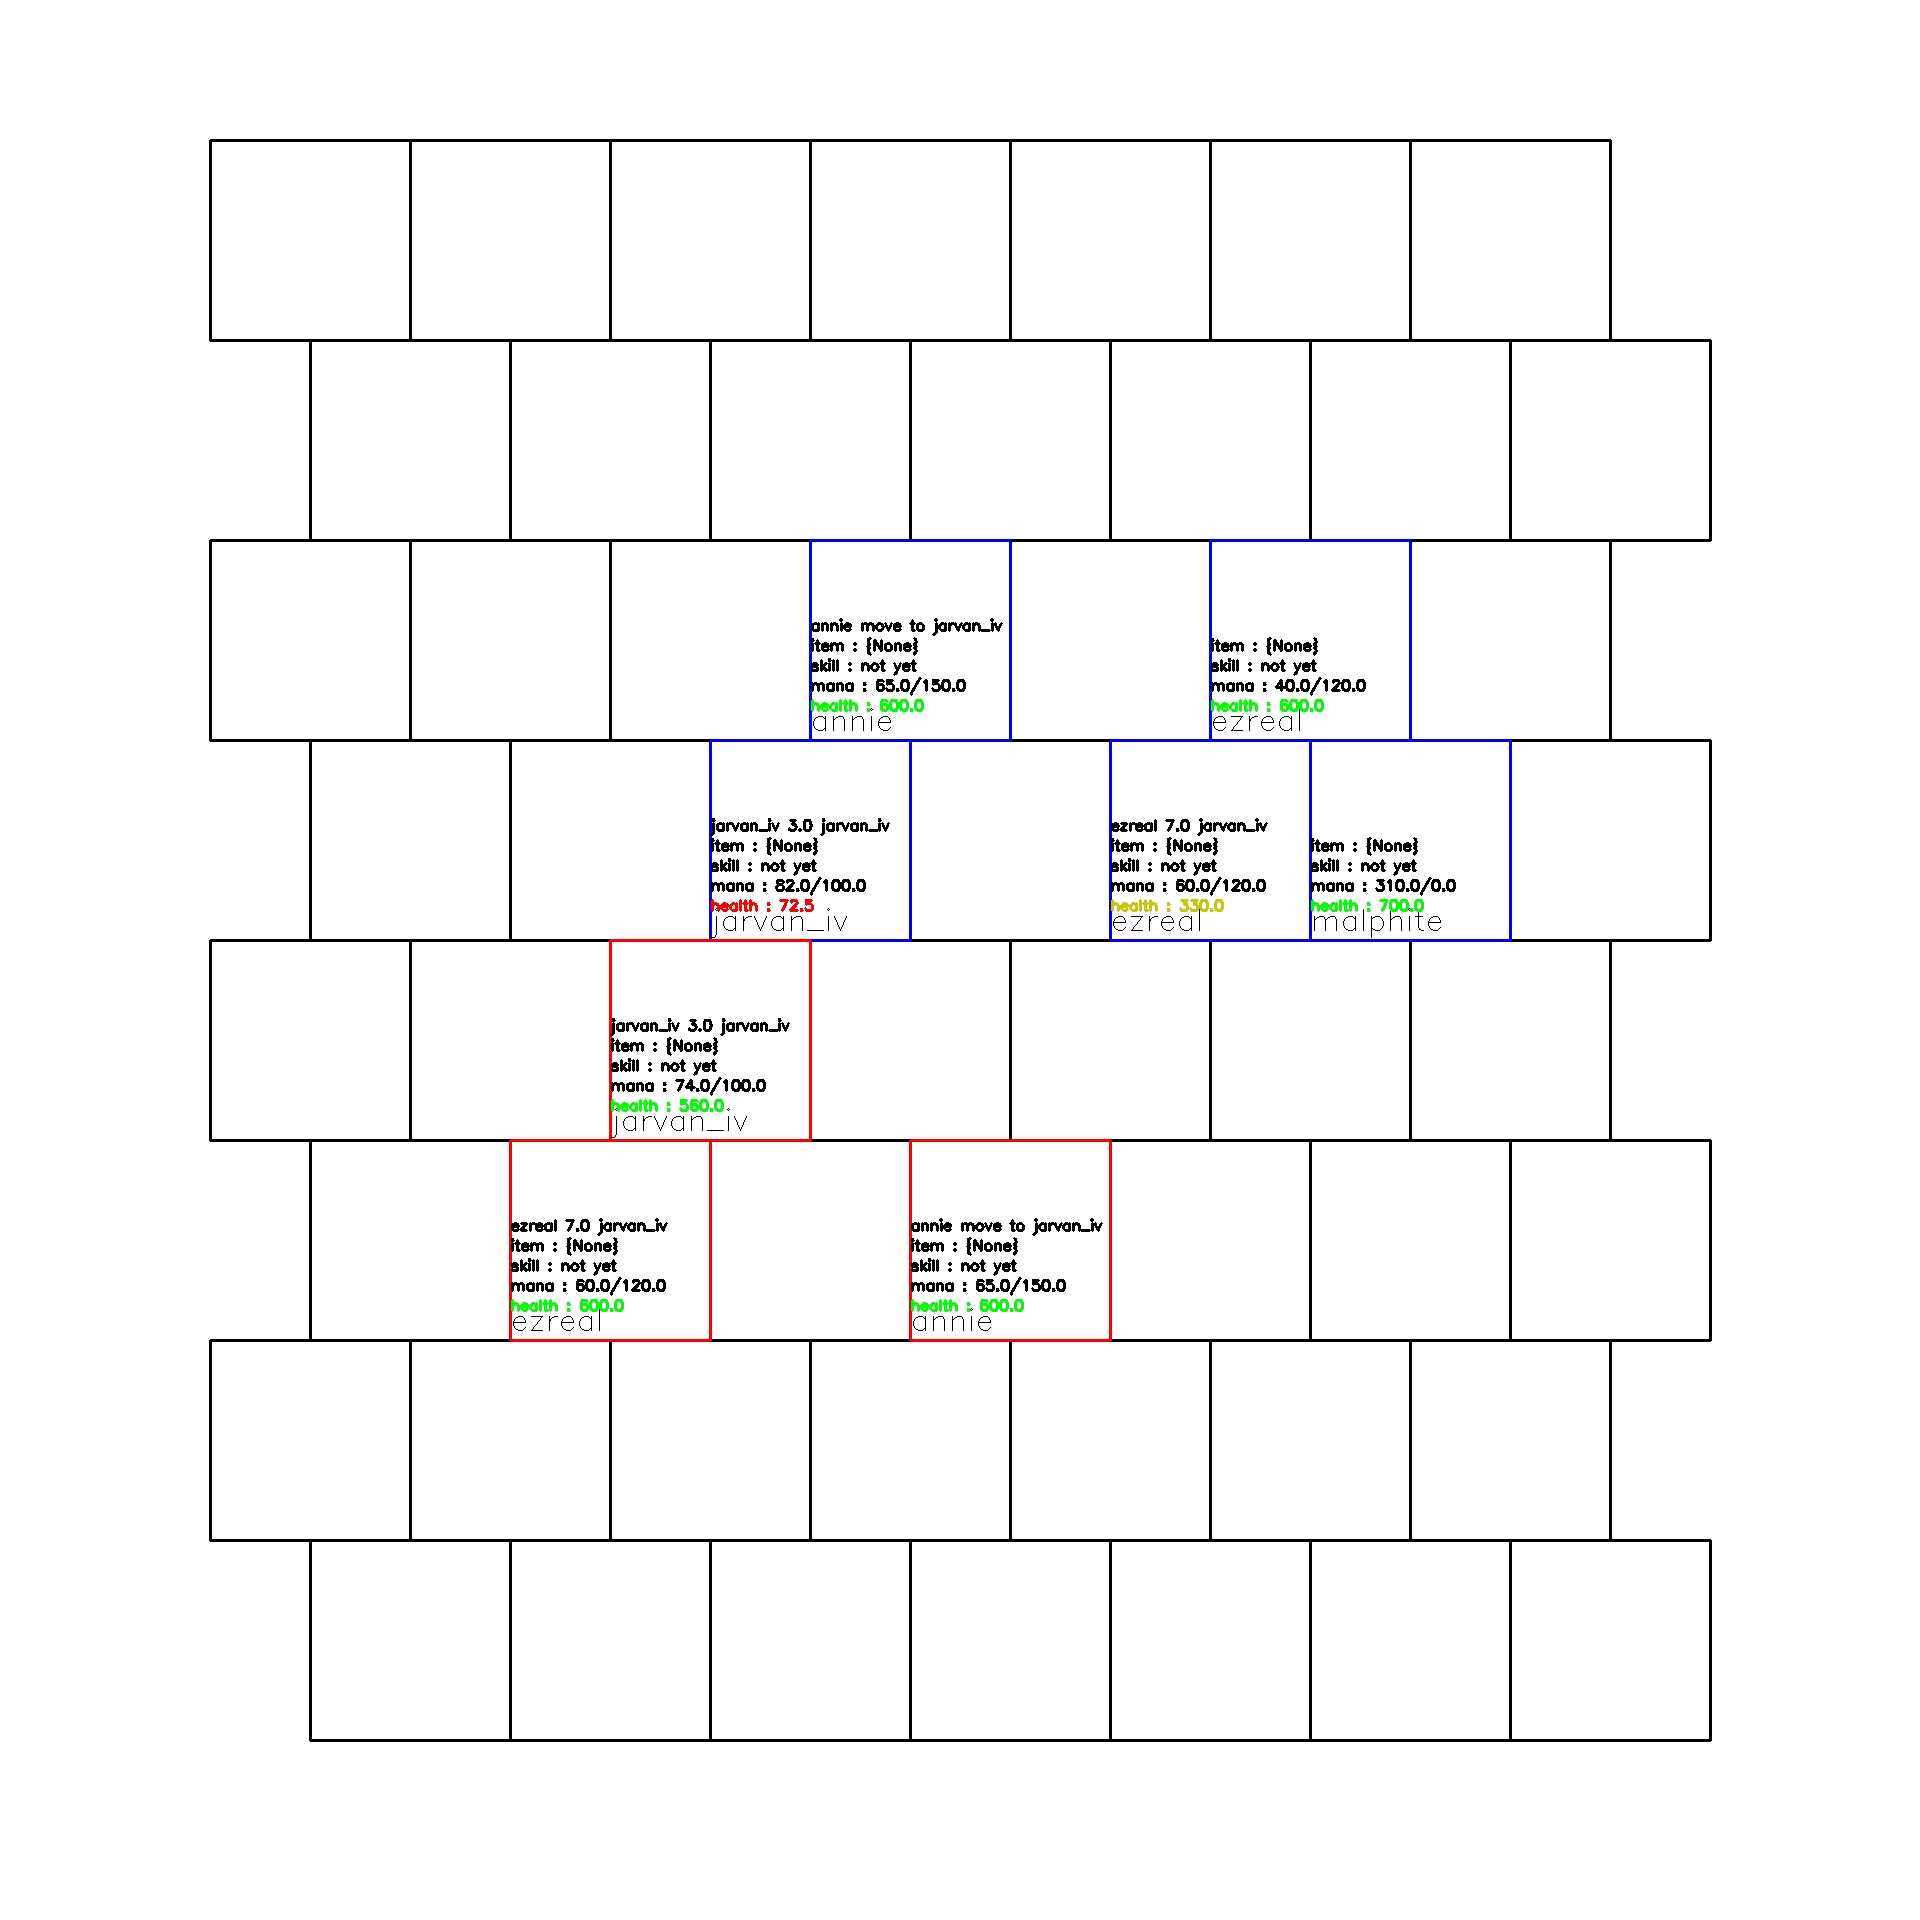 annie move to jarvan_iv
item : {None}
skill : not yet
mana : 65.0/150.0
health : 600.0
annie
item : {None}
skill : not yet
mana : 40.0/120.0
health : 600.0
ezreal
jarvan_iv 3.0 jarvan_iv
item : {None}
skill : not yet
mana : 82.0/100.0
health : 72.5
jarvan_iv
ezreal 7.0 jarvan_iv
item : {None}
skill : not yet
mana : 60.0/120.0
health : 330.0
ezreal
item : {None}
skill : not yet
mana : 310.0/0.0
health : 700.0
malphite
jarvan_iv 3.0 jarvan_iv
item : {None}
skill : not yet
mana : 74.0/100.0
health : 560.0
jarvan_iv
ezreal 7.0 jarvan_iv
item : {None}
skill : not yet
mana : 60.0/120.0
health : 600.0
ezreal
annie move to jarvan_iv
item : {None}
skill : not yet
mana : 65.0/150.0
health : 600.0
annie